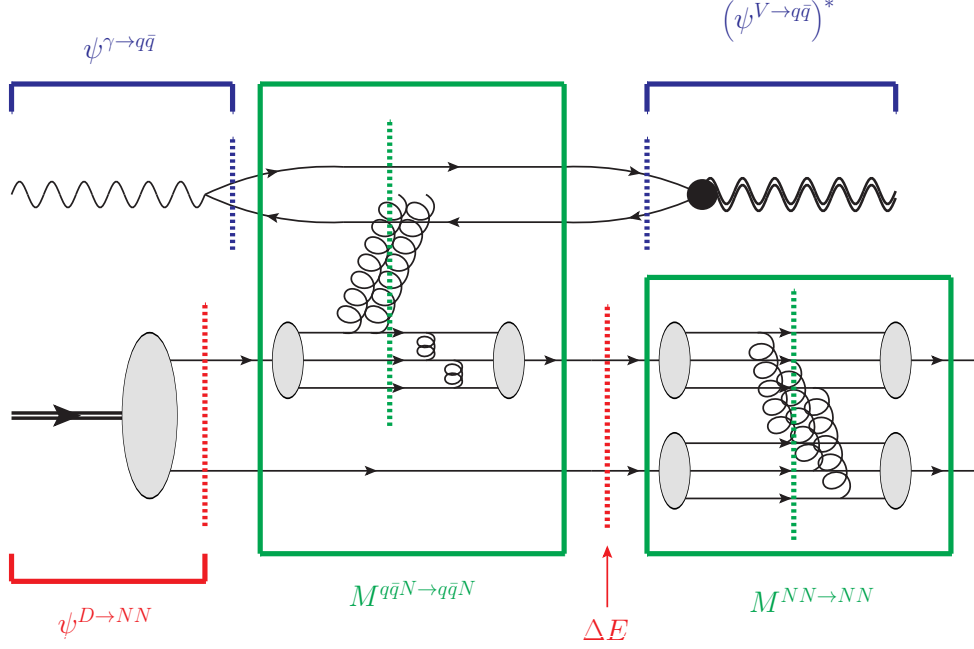 ψ^{γ→qq̄}
(ψ^{V→qq̄})^*
ψ^{D→NN}
M^{qq̄N→qq̄N}
ΔE
M^{NN→NN}